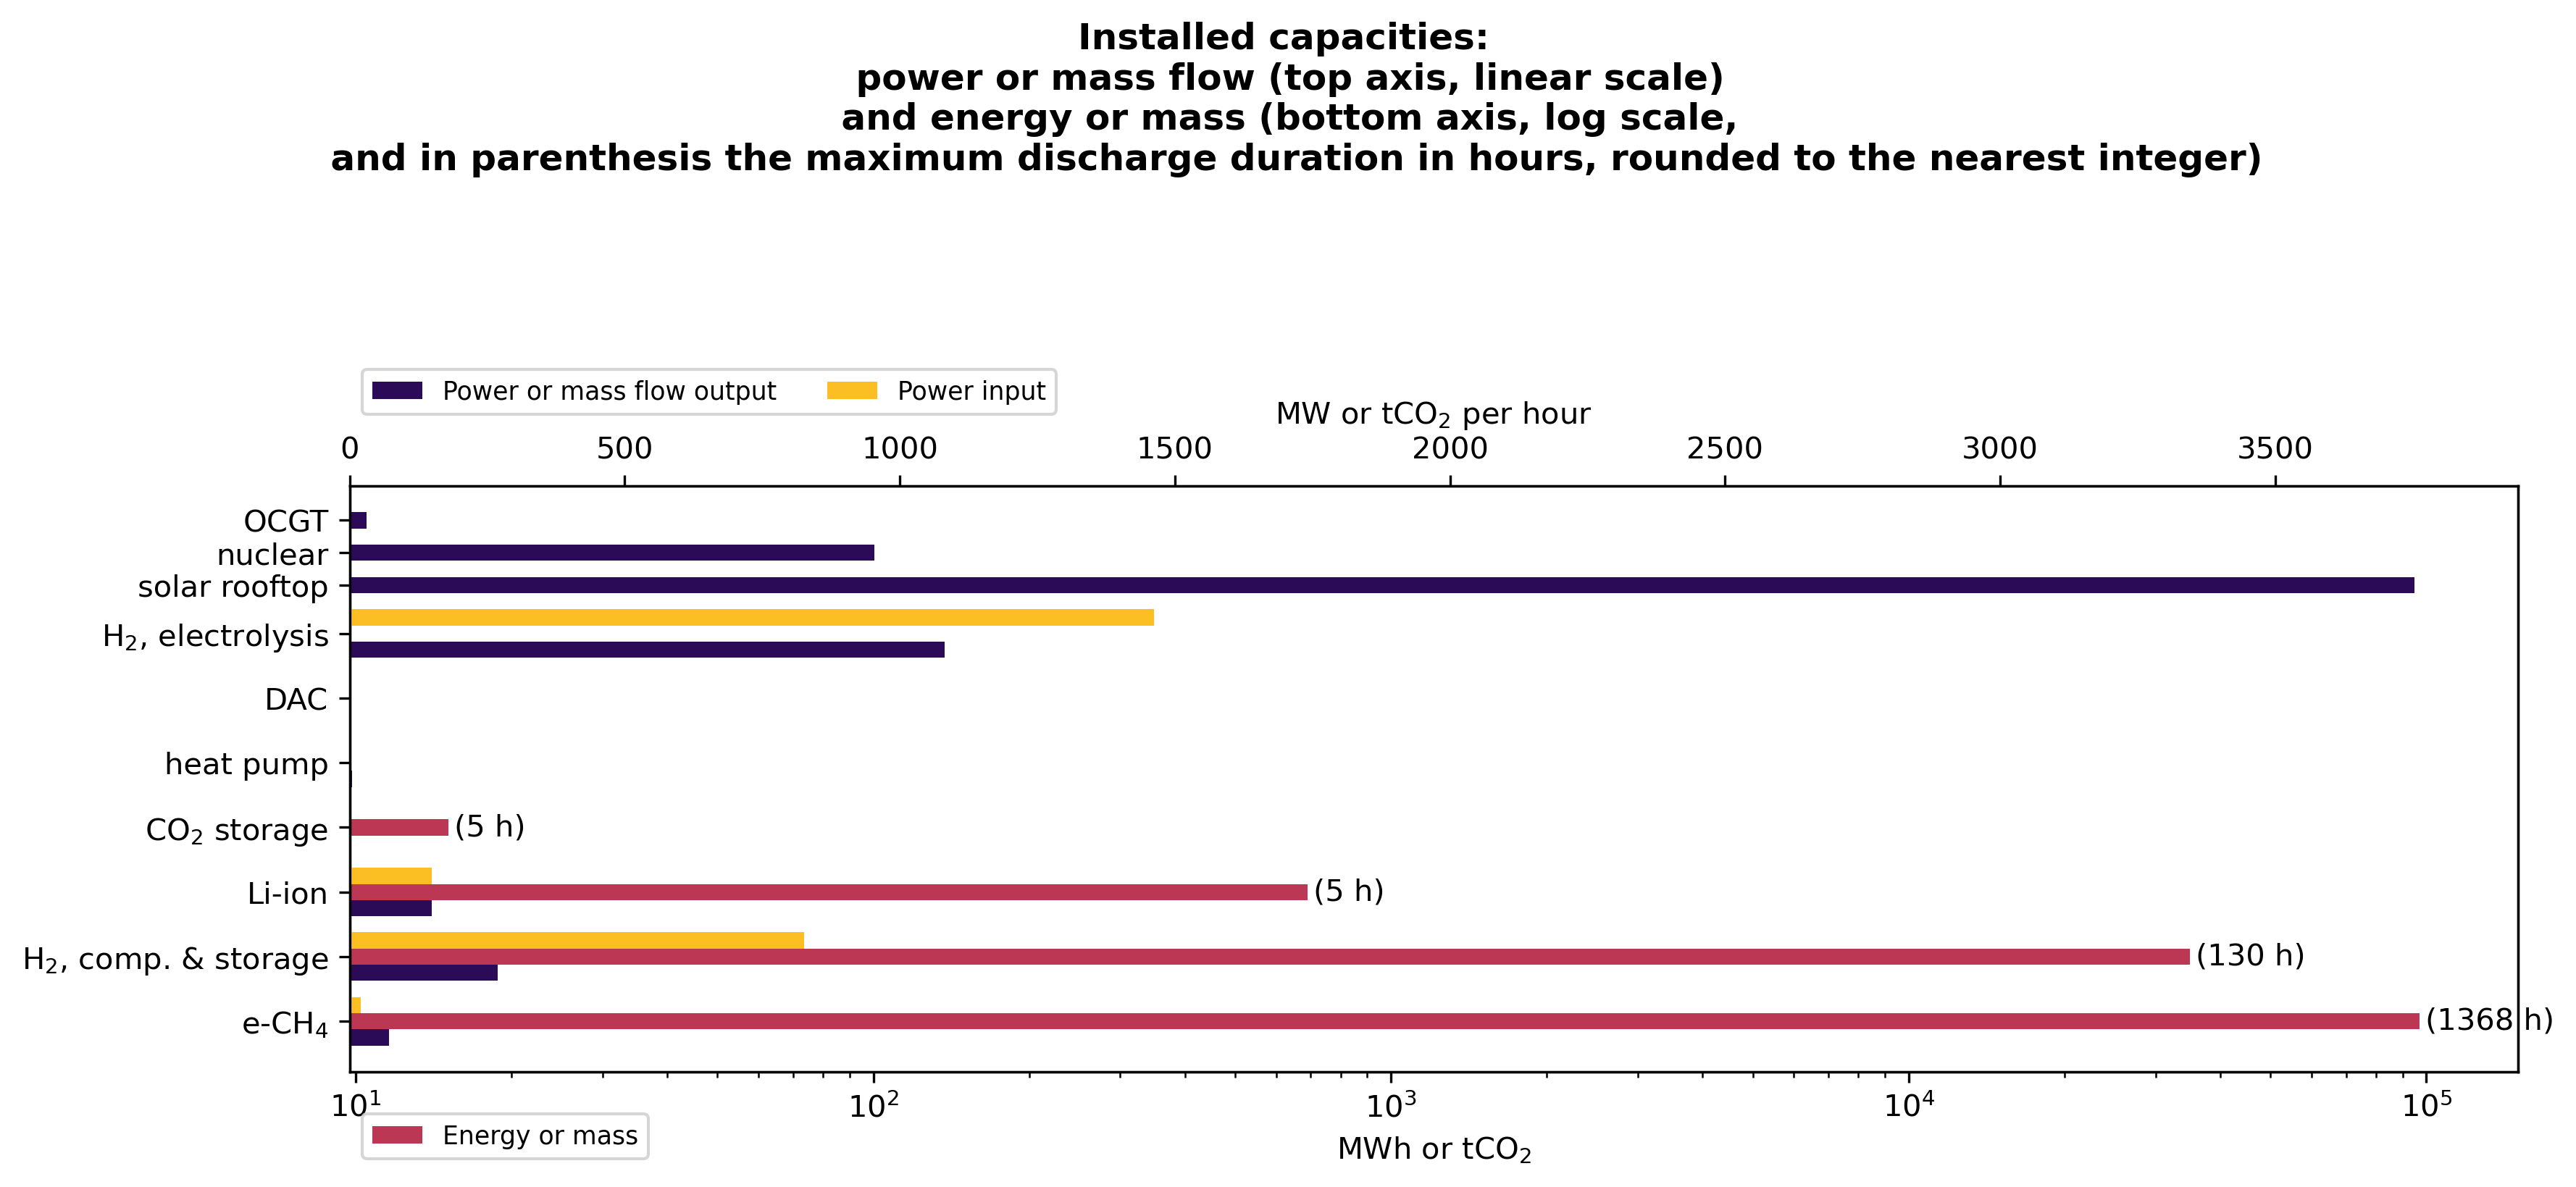 Installed capacities:
power or mass flow (top axis, linear scale)
and energy or mass (bottom axis, log scale,
and in parenthesis the maximum discharge duration in hours, rounded to the nearest integer)
Power or mass flow output Power input
MW or tCO₂ per hour
0 500 1000 1500 2000 2500 3000 3500
OCGT
nuclear
solar rooftop
H₂, electrolysis
DAC
heat pump
CO₂ storage (5 h)
Li-ion (5 h)
H₂, comp. & storage (130 h)
e-CH₄ (1368 h)
10¹ 10² 10³ 10⁴ 10⁵
Energy or mass
MWh or tCO₂